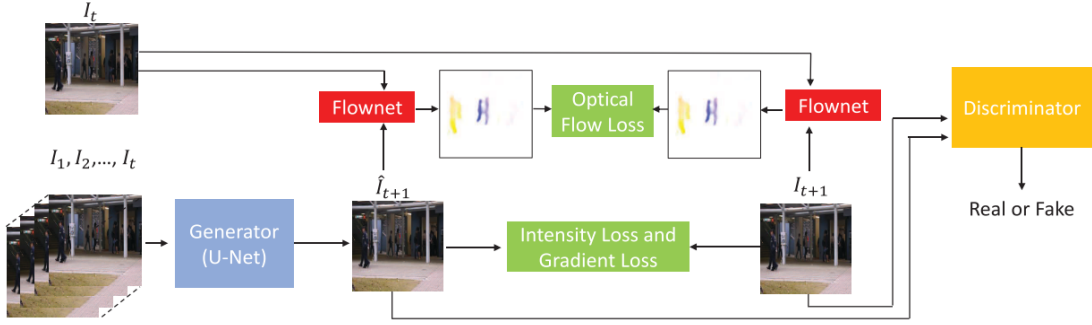 I_t
Flownet
Optical
Flow Loss
Flownet
Discriminator
I_1, I_2,..., I_t
Î_{t+1}
I_{t+1}
Real or Fake
Generator
(U-Net)
Intensity Loss and
Gradient Loss